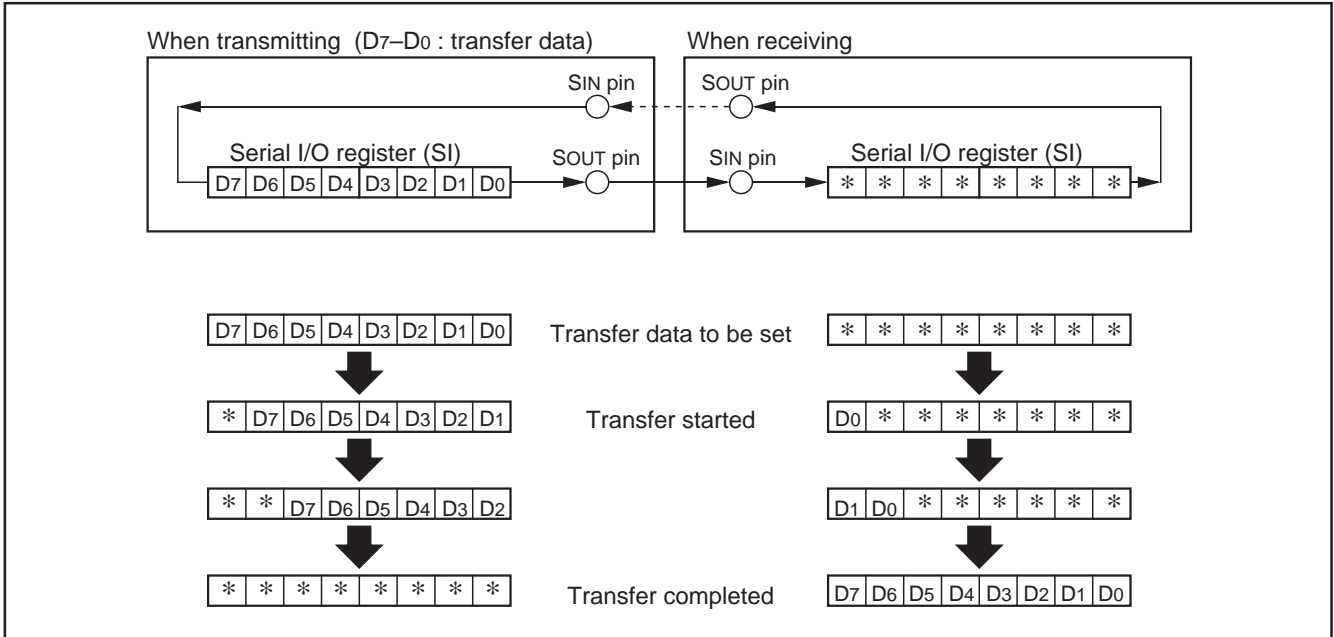 When transmitting (D7–D0 : transfer data)
When receiving
SIN pin
SOUT pin
Serial I/O register (SI)
SOUT pin
SIN pin
Serial I/O register (SI)
D7 D6 D5 D4 D3 D2 D1 D0
* * * * * * * *
D7 D6 D5 D4 D3 D2 D1 D0
Transfer data to be set
* * * * * * * *
* D7 D6 D5 D4 D3 D2 D1
Transfer started
D0 * * * * * * *
* * D7 D6 D5 D4 D3 D2
D1 D0 * * * * * *
* * * * * * * *
Transfer completed
D7 D6 D5 D4 D3 D2 D1 D0